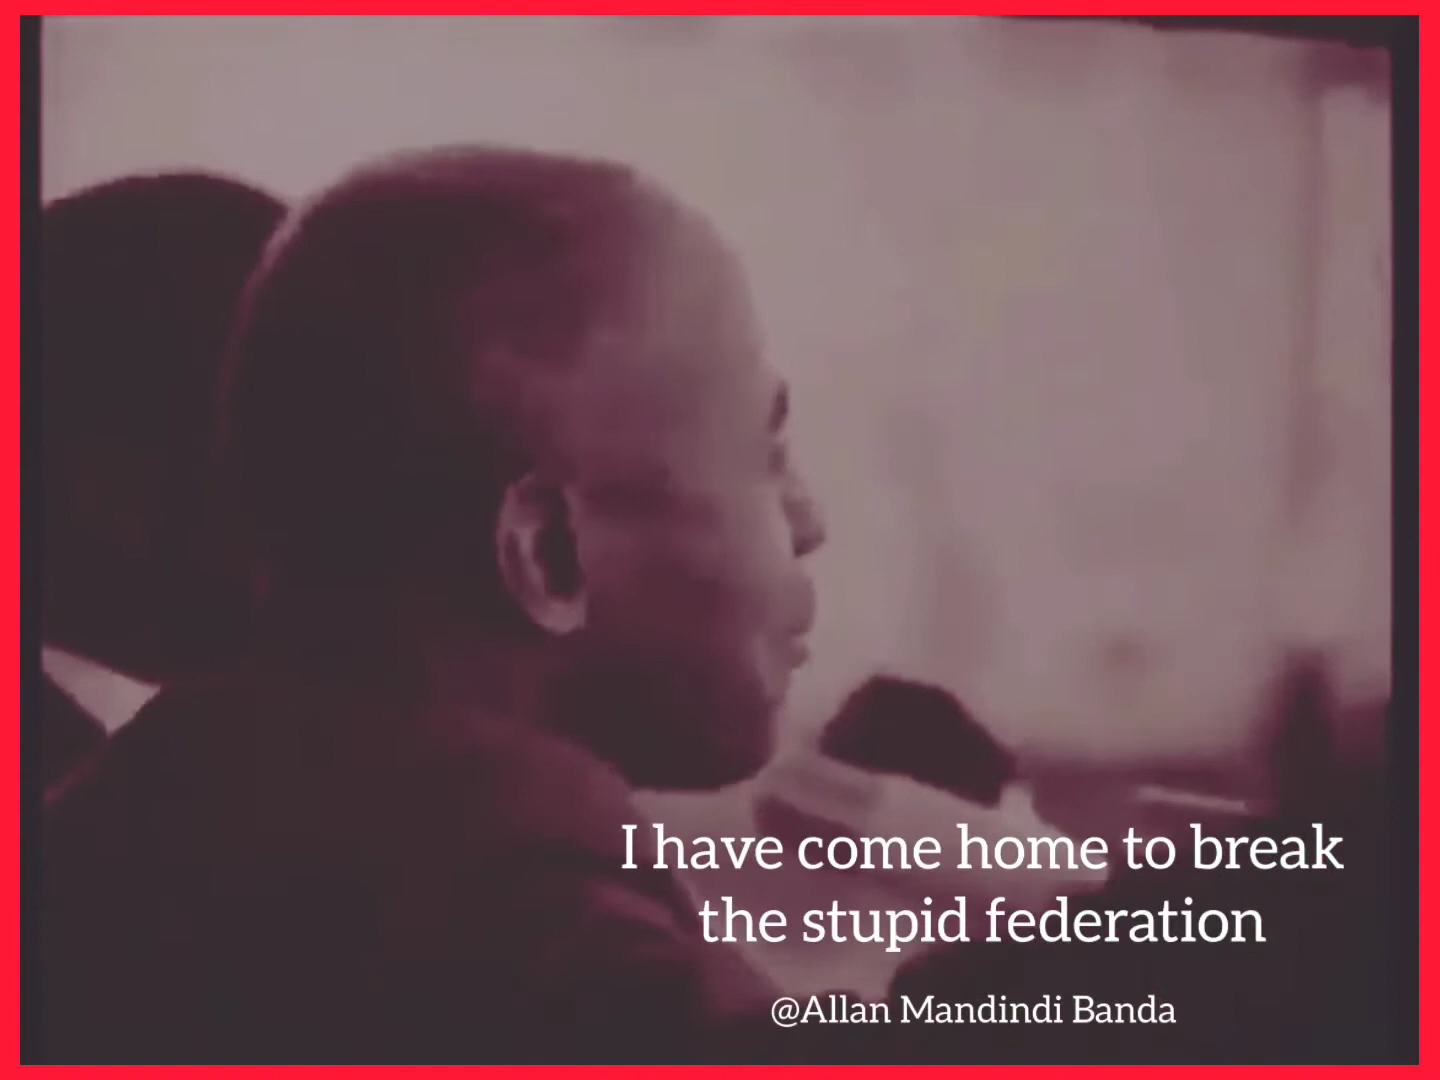 I have come home to break
the stupid federation
@Allan Mandindi Banda